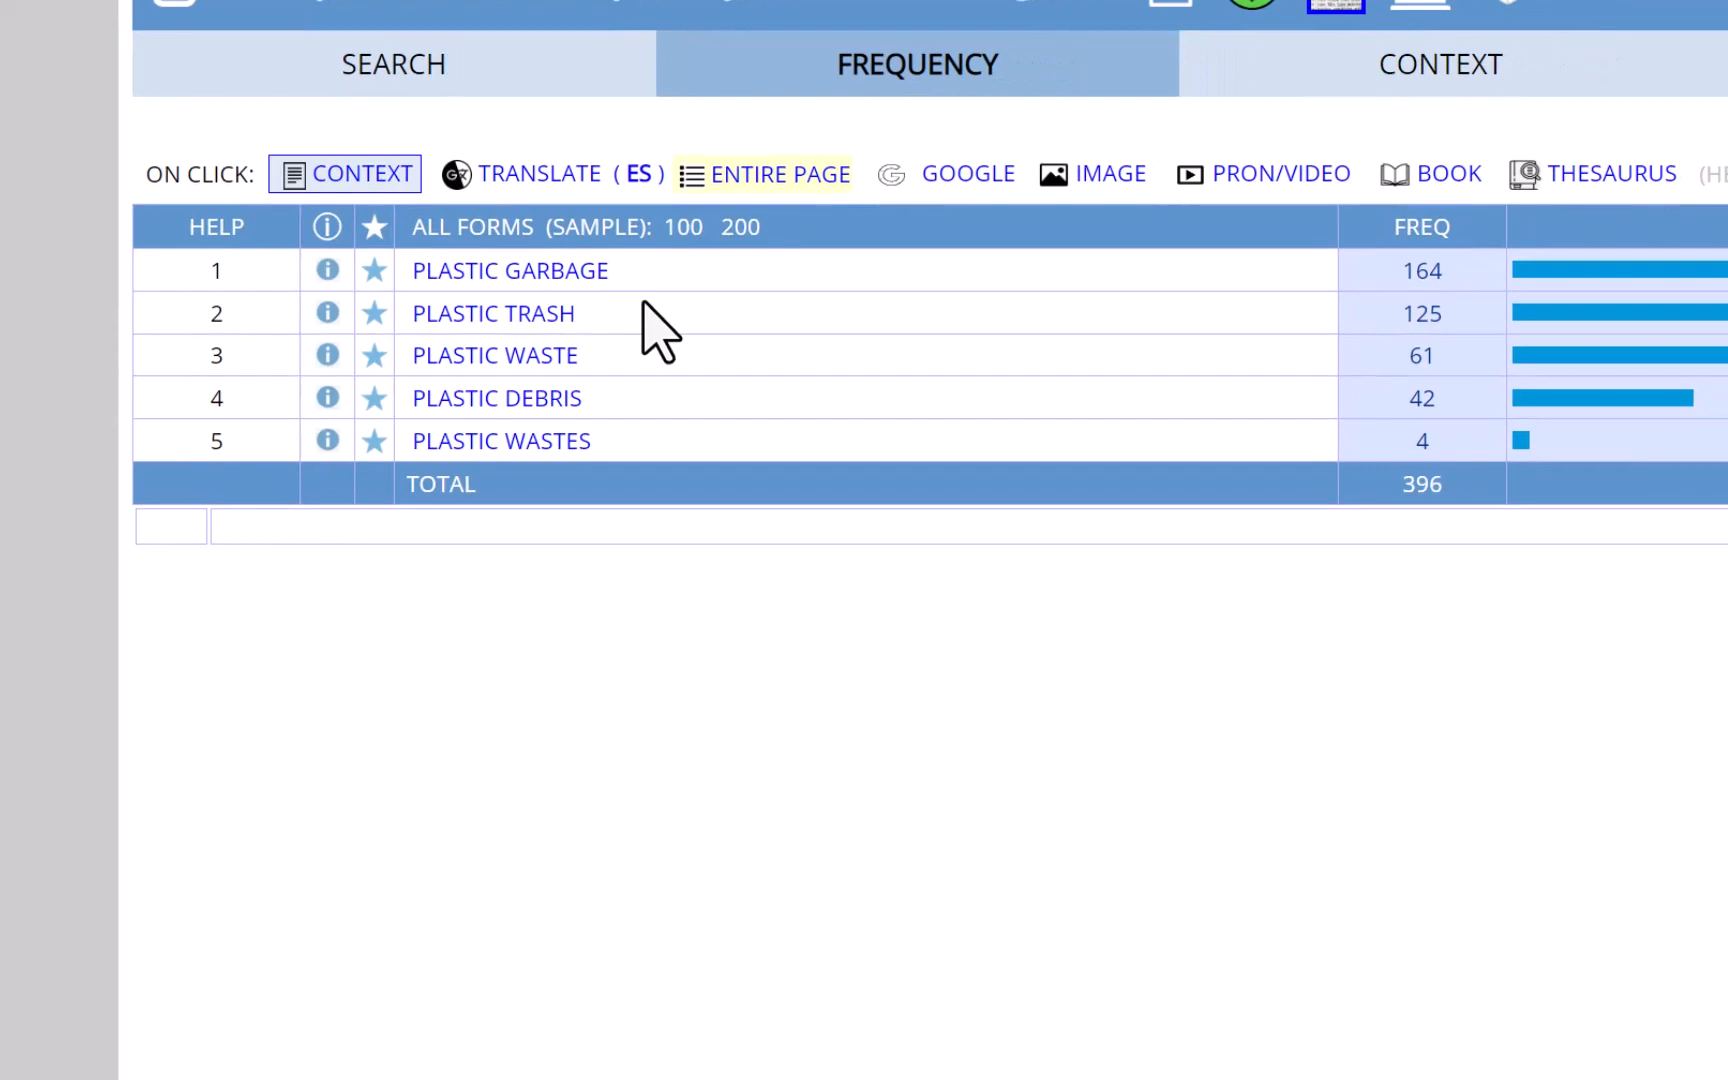 SEARCH FREQUENCY CONTEXT
ON CLICK: CONTEXT TRANSLATE ( ES ) ENTIRE PAGE GOOGLE IMAGE PRON/VIDEO BOOK THESAURUS (HE
HELP ALL FORMS (SAMPLE): 100 200 FREQ
1 PLASTIC GARBAGE 164
2 PLASTIC TRASH 125
3 PLASTIC WASTE 61
4 PLASTIC DEBRIS 42
5 PLASTIC WASTES 4
TOTAL 396